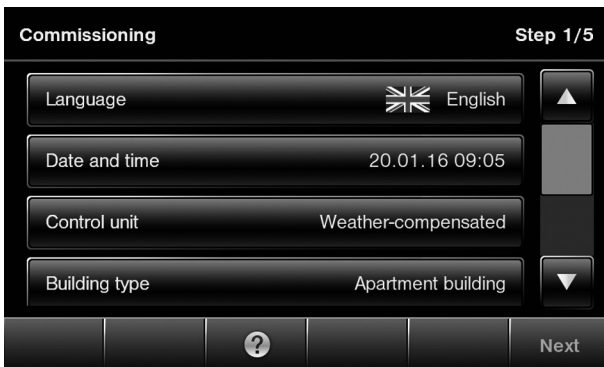 Commissioning Step 1/5
Language English
Date and time 20.01.16 09:05
Control unit Weather-compensated
Building type Apartment building
? Next